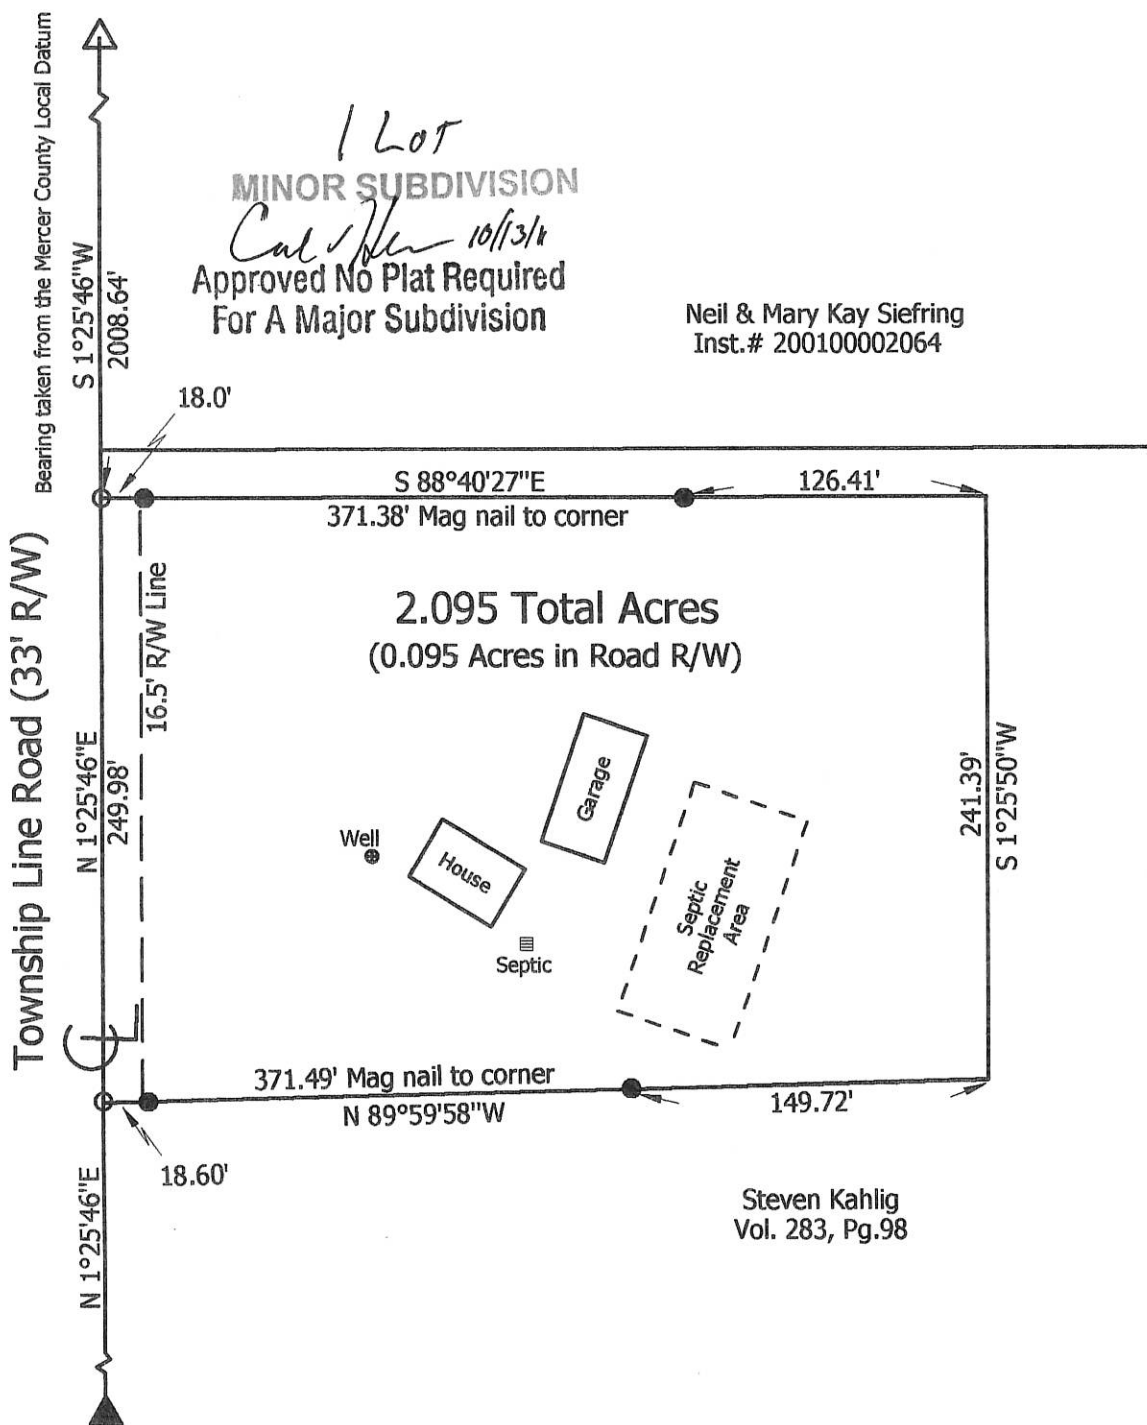 Bearing taken from the Mercer County Local Datum
1 LOT
MINOR SUBDIVISION
10/13/11
Approved No Plat Required
For A Major Subdivision
S 1°25'46"W
2008.64'
Neil & Mary Kay Siefring
Inst.# 200100002064
18.0'
S 88°40'27"E
126.41'
371.38' Mag nail to corner
Township Line Road (33' R/W)
16.5' R/W Line
2.095 Total Acres
(0.095 Acres in Road R/W)
N 1°25'46"E
249.98'
Garage
241.39'
S 1°25'50"W
Well
House
Septic
Replacement
Area
Septic
371.49' Mag nail to corner
N 89°59'58"W
149.72'
18.60'
N 1°25'46"E
Steven Kahlig
Vol. 283, Pg.98